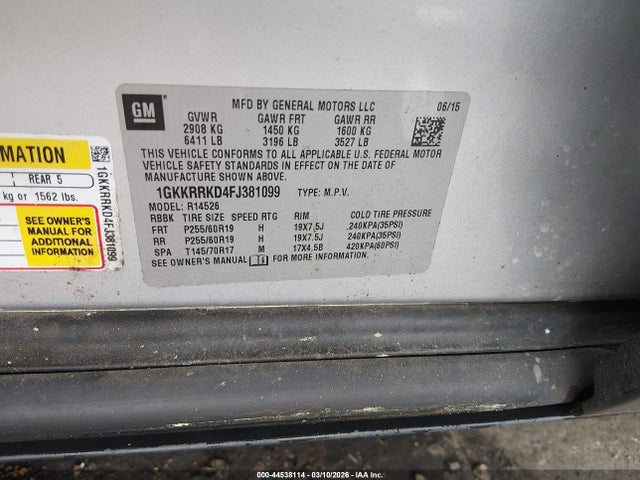 GM
MFD BY GENERAL MOTORS LLC 06/15
GVWR GAWR FRT GAWR RR
2908 KG 1450 KG 1600 KG
6411 LB 3196 LB 3527 LB
THIS VEHICLE CONFORMS TO ALL APPLICABLE U.S. FEDERAL MOTOR
VEHICLE SAFETY STANDARDS IN EFFECT ON THE DATE OF
MANUFACTURE SHOWN ABOVE.
1GKKRRKD4FJ381099 TYPE: M.P.V.
MODEL: R14526
RBBK TIRE SIZE SPEED RTG RIM COLD TIRE PRESSURE
FRT P255/60R19 H 19X7.5J 240KPA(35PSI)
RR P255/60R19 H 19X7.5J 240KPA(35PSI)
SPA T145/70R17 M 17X4.5B 420KPA(60PSI)
SEE OWNER'S MANUAL FOR MORE INFORMATION.
MATION
REAR 5
kg or 1562 lbs.
SEE OWNER'S
MANUAL FOR
ADDITIONAL
INFORMATION
1GKKRRKD4FJ381099
000-44538114 — 03/10/2026 - IAA Inc.